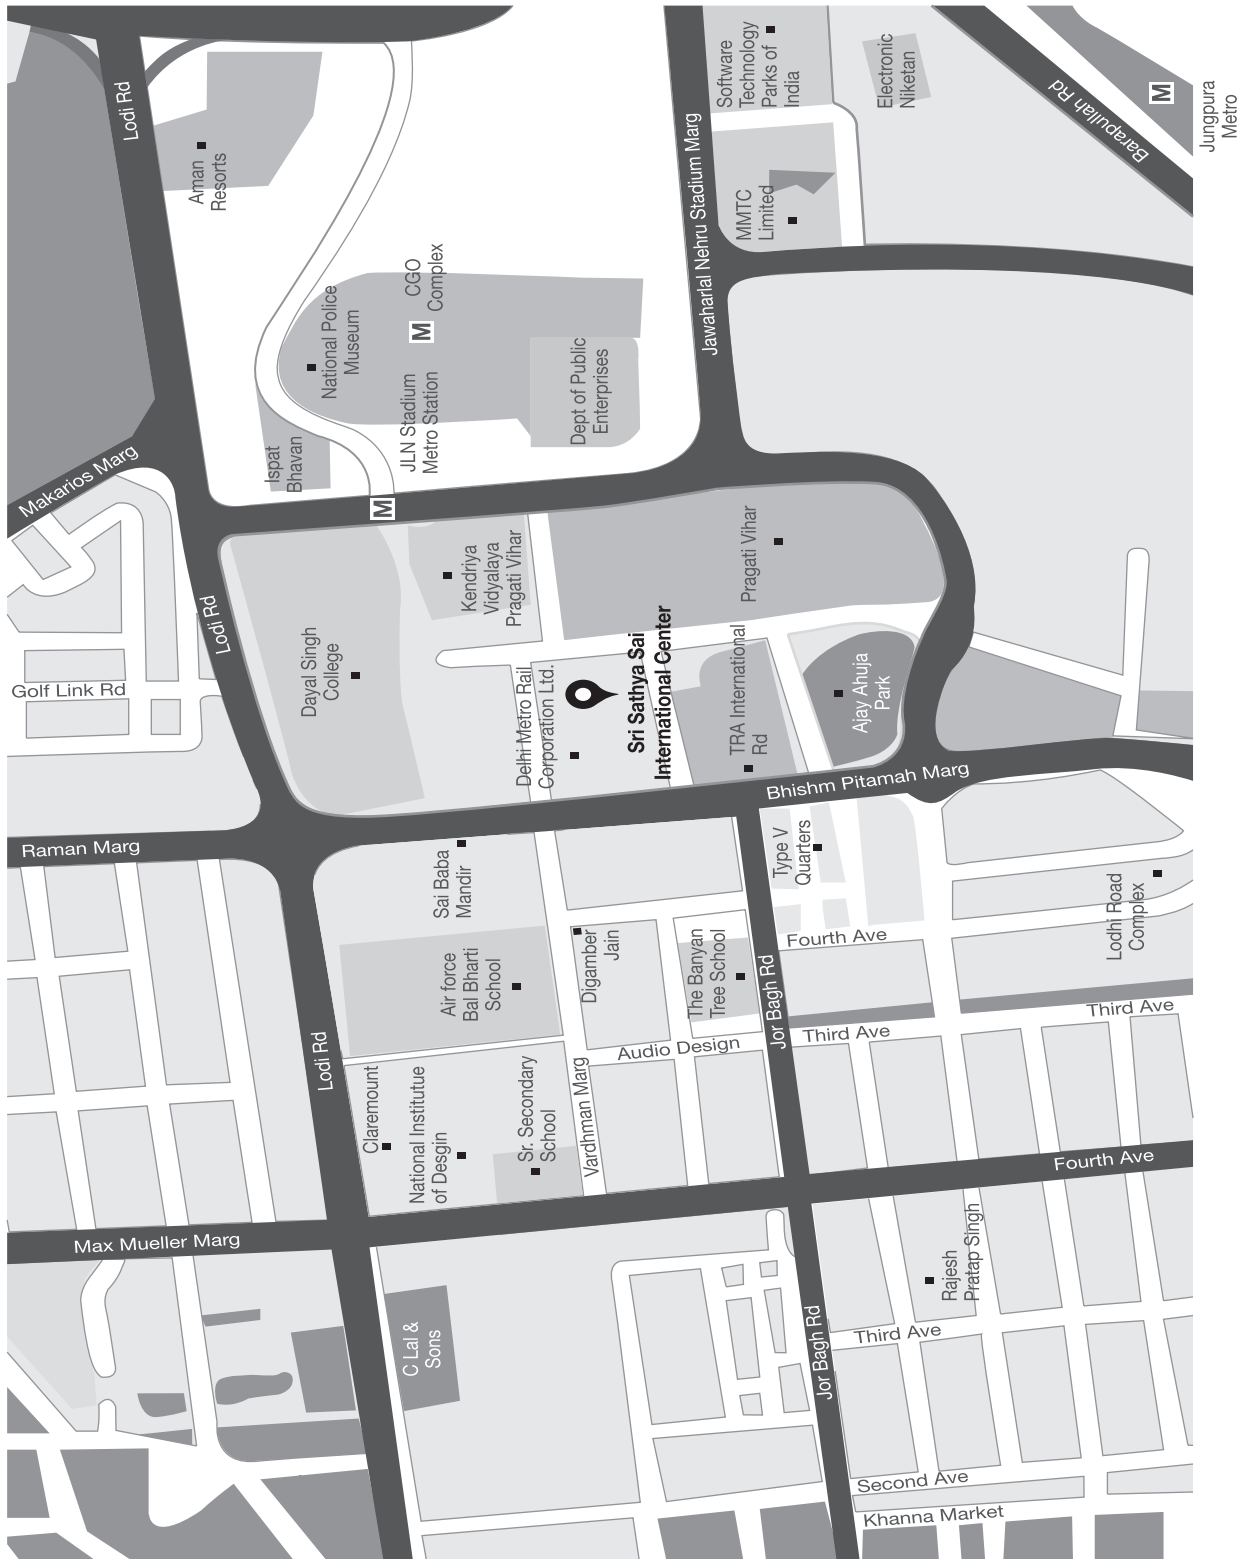 Lodi Rd
Aman
Resorts
Software
Technology
Parks of
India
Electronic
Niketan
Barapullah Rd
M
Jungpura
Metro
Jawaharlal Nehru Stadium Marg
MMTC
Limited
CGO
Complex
National Police
Museum
M
JLN Stadium
Metro Station
Dept of Public
Enterprises
Makarios Marg
Ispat
Bhavan
M
Lodi Rd
Golf Link Rd
Dayal Singh
College
Kendriya
Vidyalaya
Pragati Vihar
Pragati Vihar
Delhi Metro Rail
Corporation Ltd.
Sri Sathya Sai
International Center
TRA International
Rd
Ajay Ahuja
Park
Bhishm Pitamah Marg
Raman Marg
Sai Baba
Mandir
Type V
Quarters
Air force
Bal Bharti
School
Digamber
Jain
The Banyan
Tree School
Jor Bagh Rd
Fourth Ave
Lodhi Road
Complex
Third Ave
Third Ave
Audio Design
Lodi Rd
Claremount
National Institutue
of Desgin
Sr. Secondary
School
Vardhman Marg
Fourth Ave
Max Mueller Marg
Rajesh
Pratap Singh
C Lal &
Sons
Jor Bagh Rd
Third Ave
Second Ave
Khanna Market